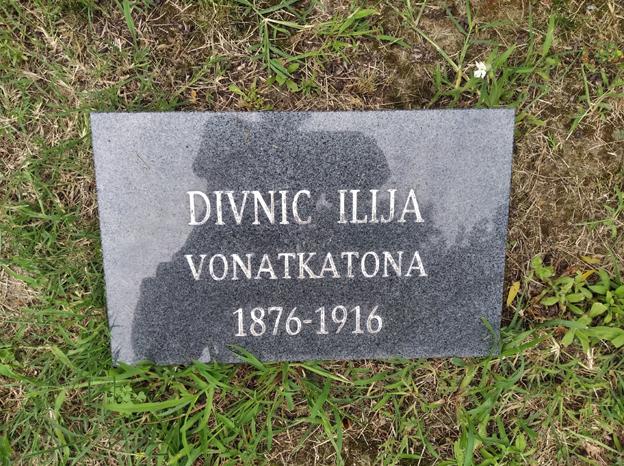 DIVNIC ILIJA
VONATKATONA
1876-1916